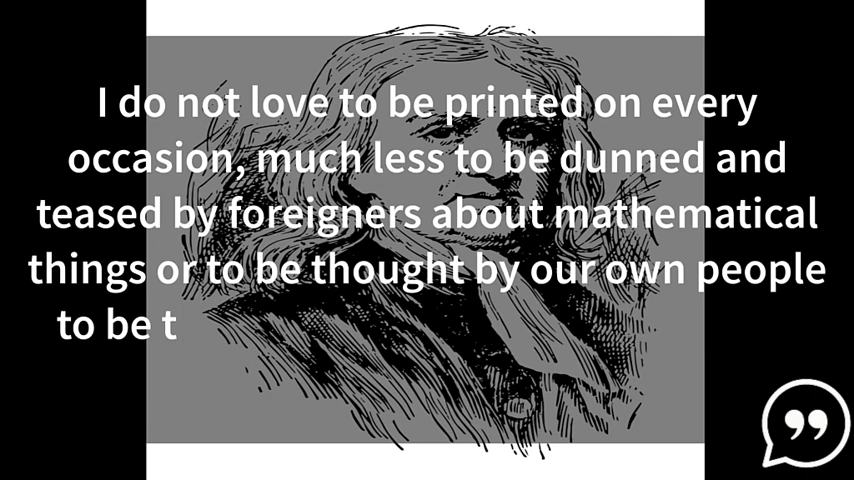 I do not love to be printed on every
occasion, much less to be dunned and
teased by foreigners about mathematical
things or to be thought by our own people
to be t